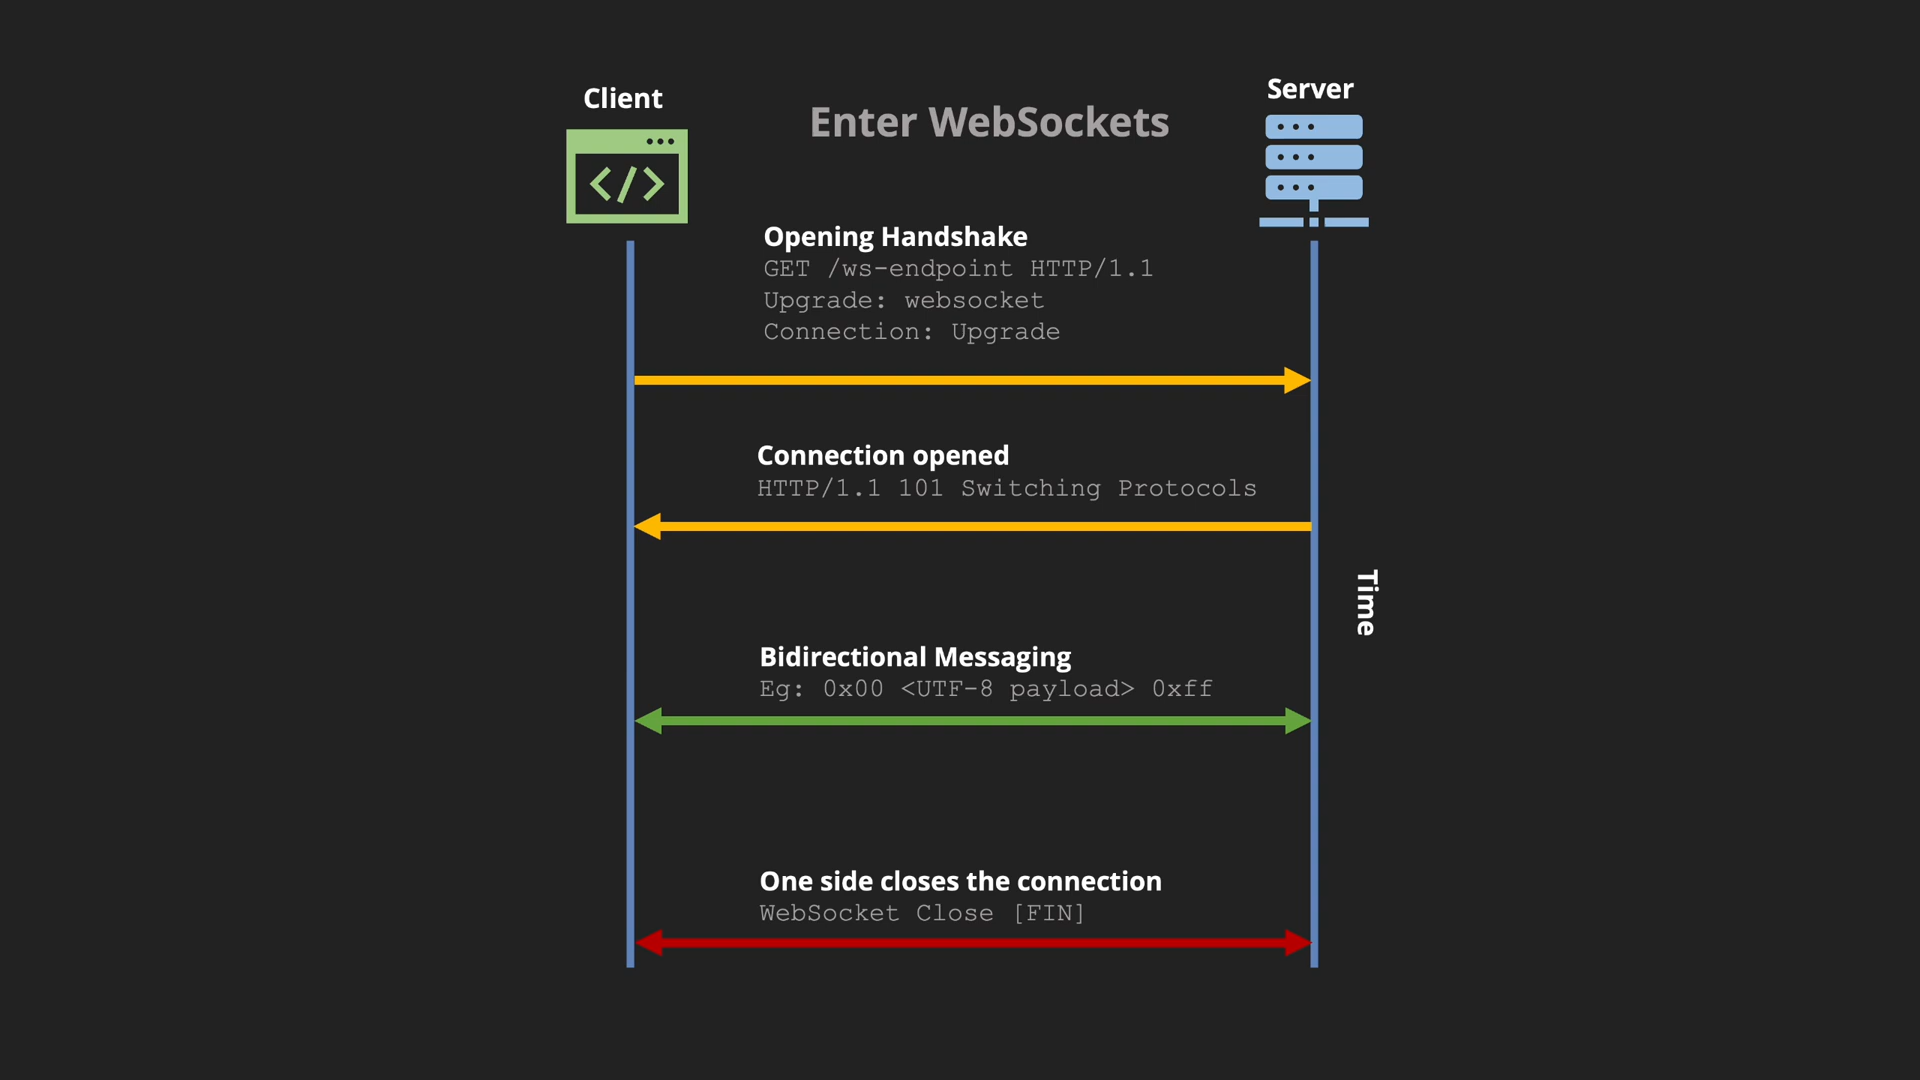 Client
Enter WebSockets
Server
Opening Handshake
GET /ws-endpoint HTTP/1.1
Upgrade: websocket
Connection: Upgrade
Connection opened
HTTP/1.1 101 Switching Protocols
Time
Bidirectional Messaging
Eg: 0x00 <UTF-8 payload> 0xff
One side closes the connection
WebSocket Close [FIN]